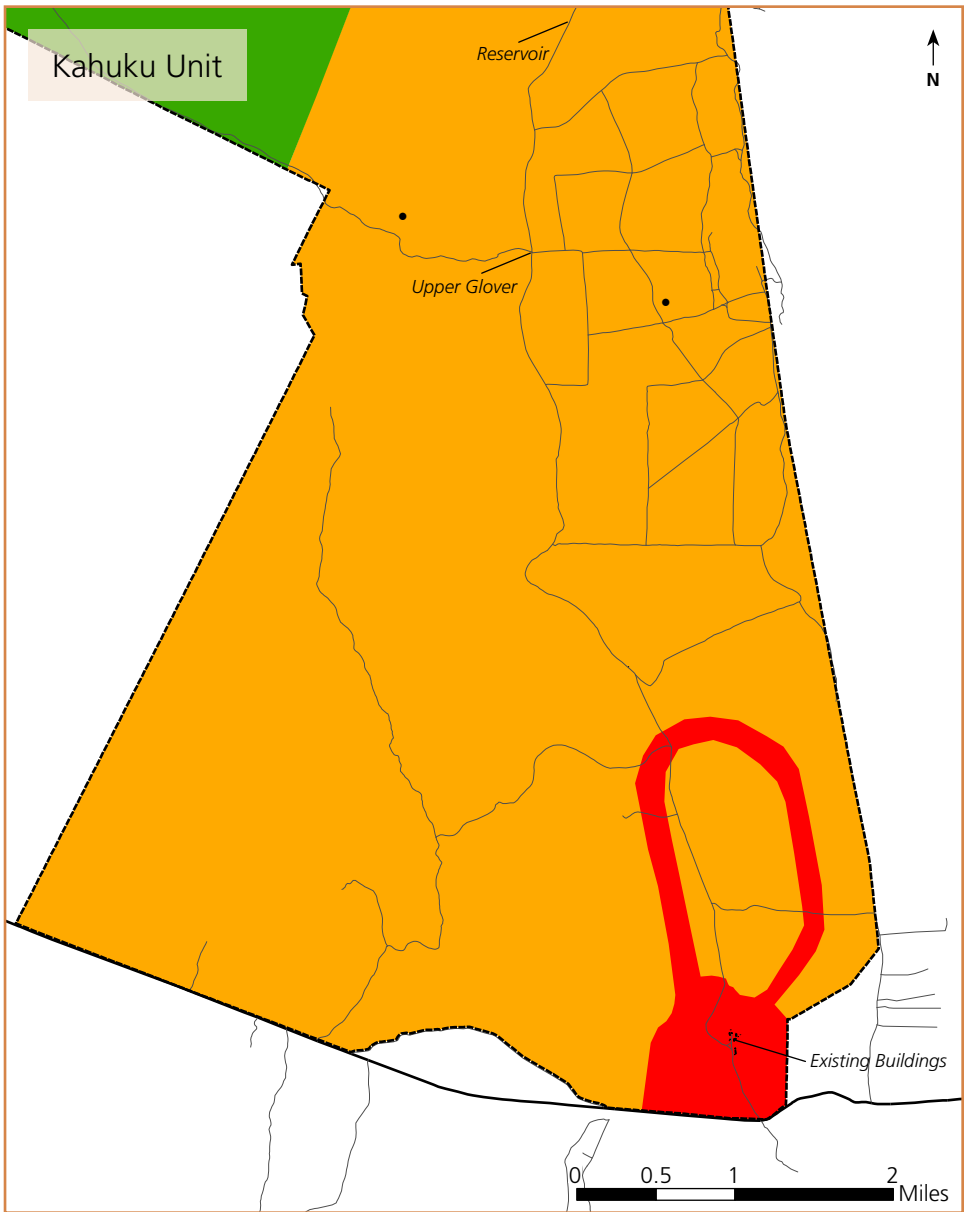 Kahuku Unit
Reservoir
N
Upper Glover
Existing Buildings
0 0.5 1 2
Miles